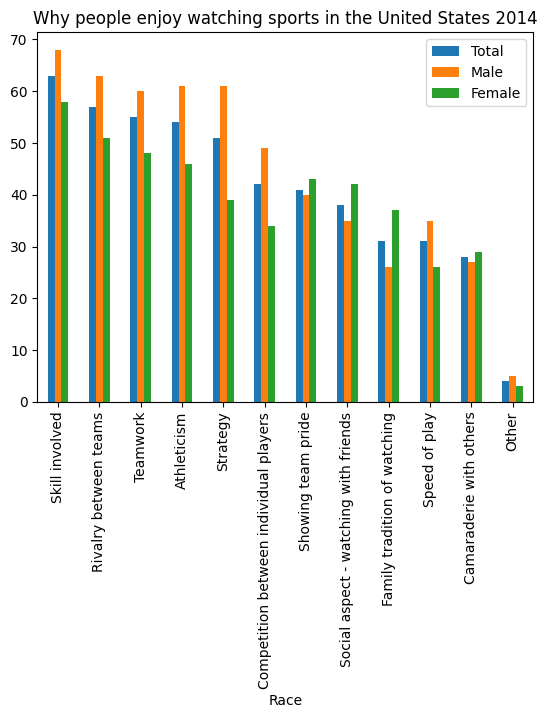 Why people enjoy watching sports in the United States 2014
70
60
50
40
30
20
10
0
Total
Male
Female
Skill involved
Rivalry between teams
Teamwork
Athleticism
Strategy
Competition between individual players
Showing team pride
Social aspect - watching with friends
Family tradition of watching
Speed of play
Camaraderie with others
Other
Race